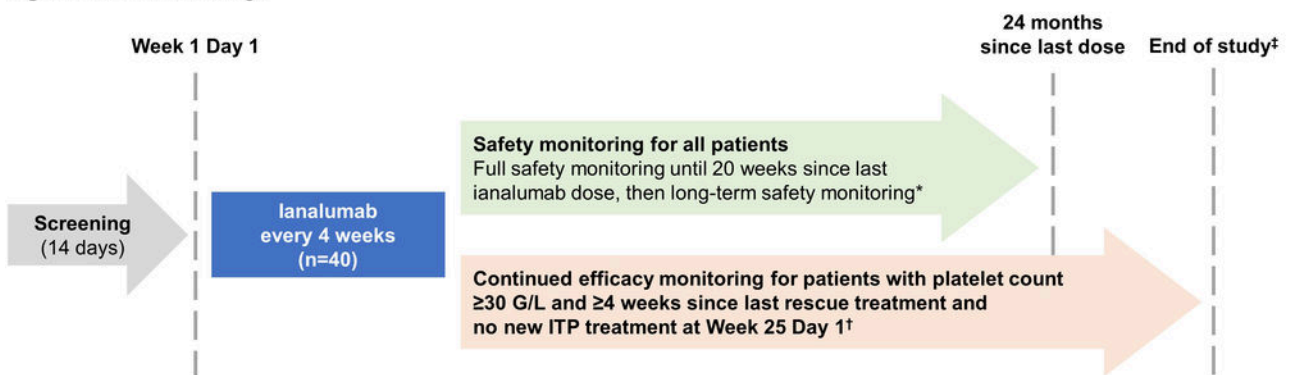 24 months
since last dose
Week 1 Day 1
End of study‡
Safety monitoring for all patients
Full safety monitoring until 20 weeks since last
ianalumab dose, then long-term safety monitoring*
Screening
(14 days)
Ianalumab
every 4 weeks
(n=40)
Continued efficacy monitoring for patients with platelet count
≥30 G/L and ≥4 weeks since last rescue treatment and
no new ITP treatment at Week 25 Day 1†